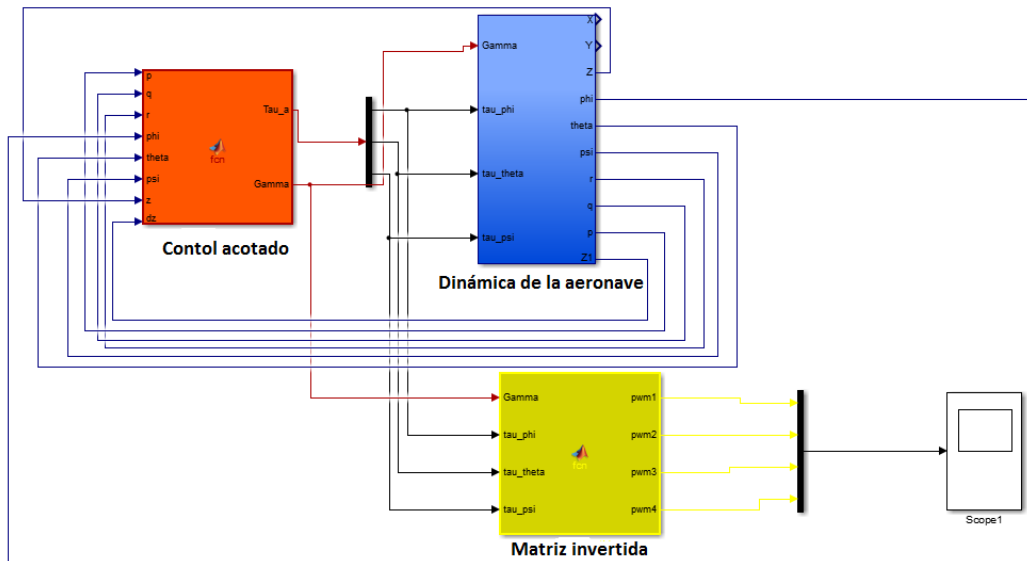 p
q
r
phi
theta
psi
z
dz
fcn
Tau_a
Gamma
Contol acotado
Gamma
tau_phi
tau_theta
tau_psi
X
Y
Z
phi
theta
psi
r
q
p
Z1
Dinámica de la aeronave
Gamma
tau_phi
tau_theta
tau_psi
fcn
pwm1
pwm2
pwm3
pwm4
Matriz invertida
Scope1